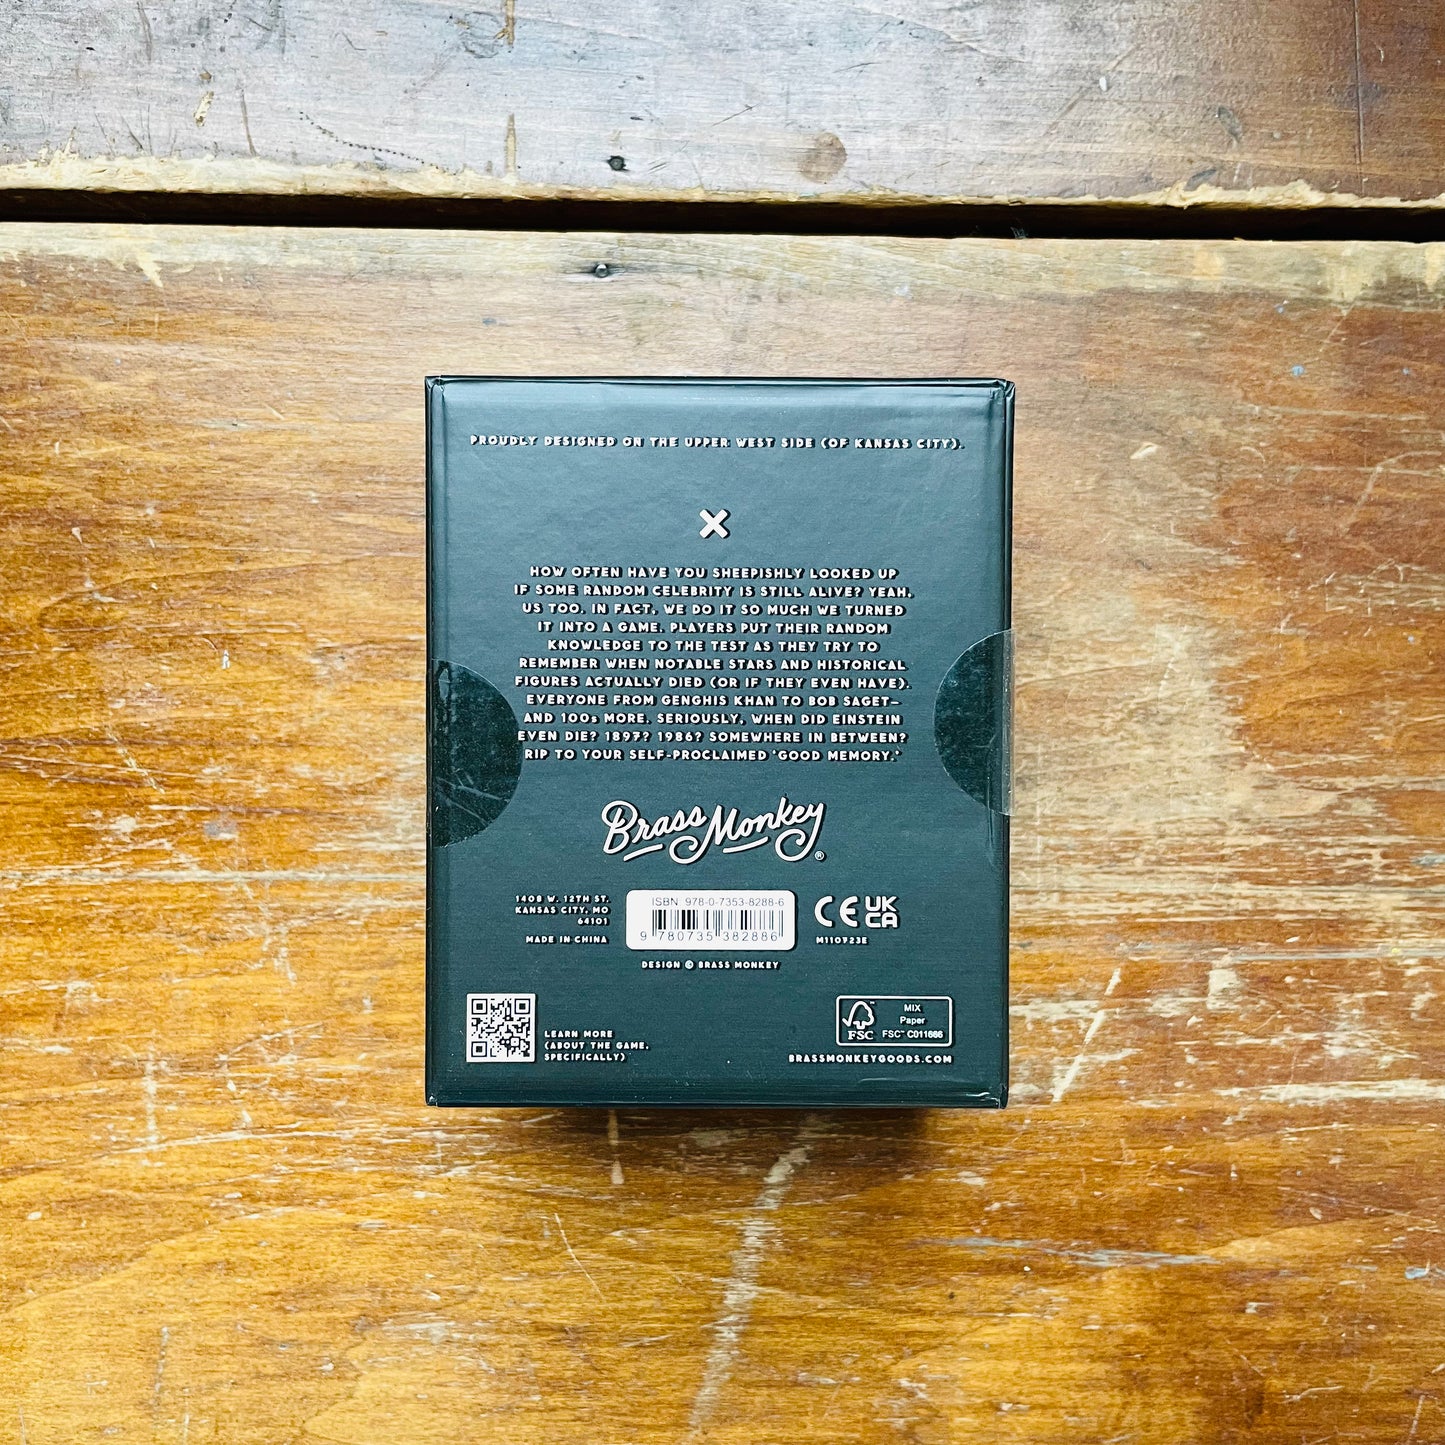 PROUDLY DESIGNED ON THE UPPER WEST SIDE (OF KANSAS CITY).
HOW OFTEN HAVE YOU SHEEPISHLY LOOKED UP
IF SOME RANDOM CELEBRITY IS STILL ALIVE? YEAH,
US TOO. IN FACT, WE DO IT SO MUCH WE TURNED
IT INTO A GAME. PLAYERS PUT THEIR RANDOM
KNOWLEDGE TO THE TEST AS THEY TRY TO
REMEMBER WHEN NOTABLE STARS AND HISTORICAL
FIGURES ACTUALLY DIED (OR IF THEY EVEN HAVE).
EVERYONE FROM GENGHIS KHAN TO BOB SAGET—
AND 100s MORE. SERIOUSLY, WHEN DID EINSTEIN
EVEN DIE? 1897? 1986? SOMEWHERE IN BETWEEN?
RIP TO YOUR SELF-PROCLAIMED 'GOOD MEMORY.'
Brass Monkey®
1408 W. 12TH ST.
KANSAS CITY, MO
64101
MADE IN CHINA
ISBN 978-0-7353-8288-6
9 780735 382886
CE UK
CA
M110723E
DESIGN © BRASS MONKEY
LEARN MORE
(ABOUT THE GAME,
SPECIFICALLY)
FSC
MIX
Paper
FSC™ C011686
BRASSMONKEYGOODS.COM